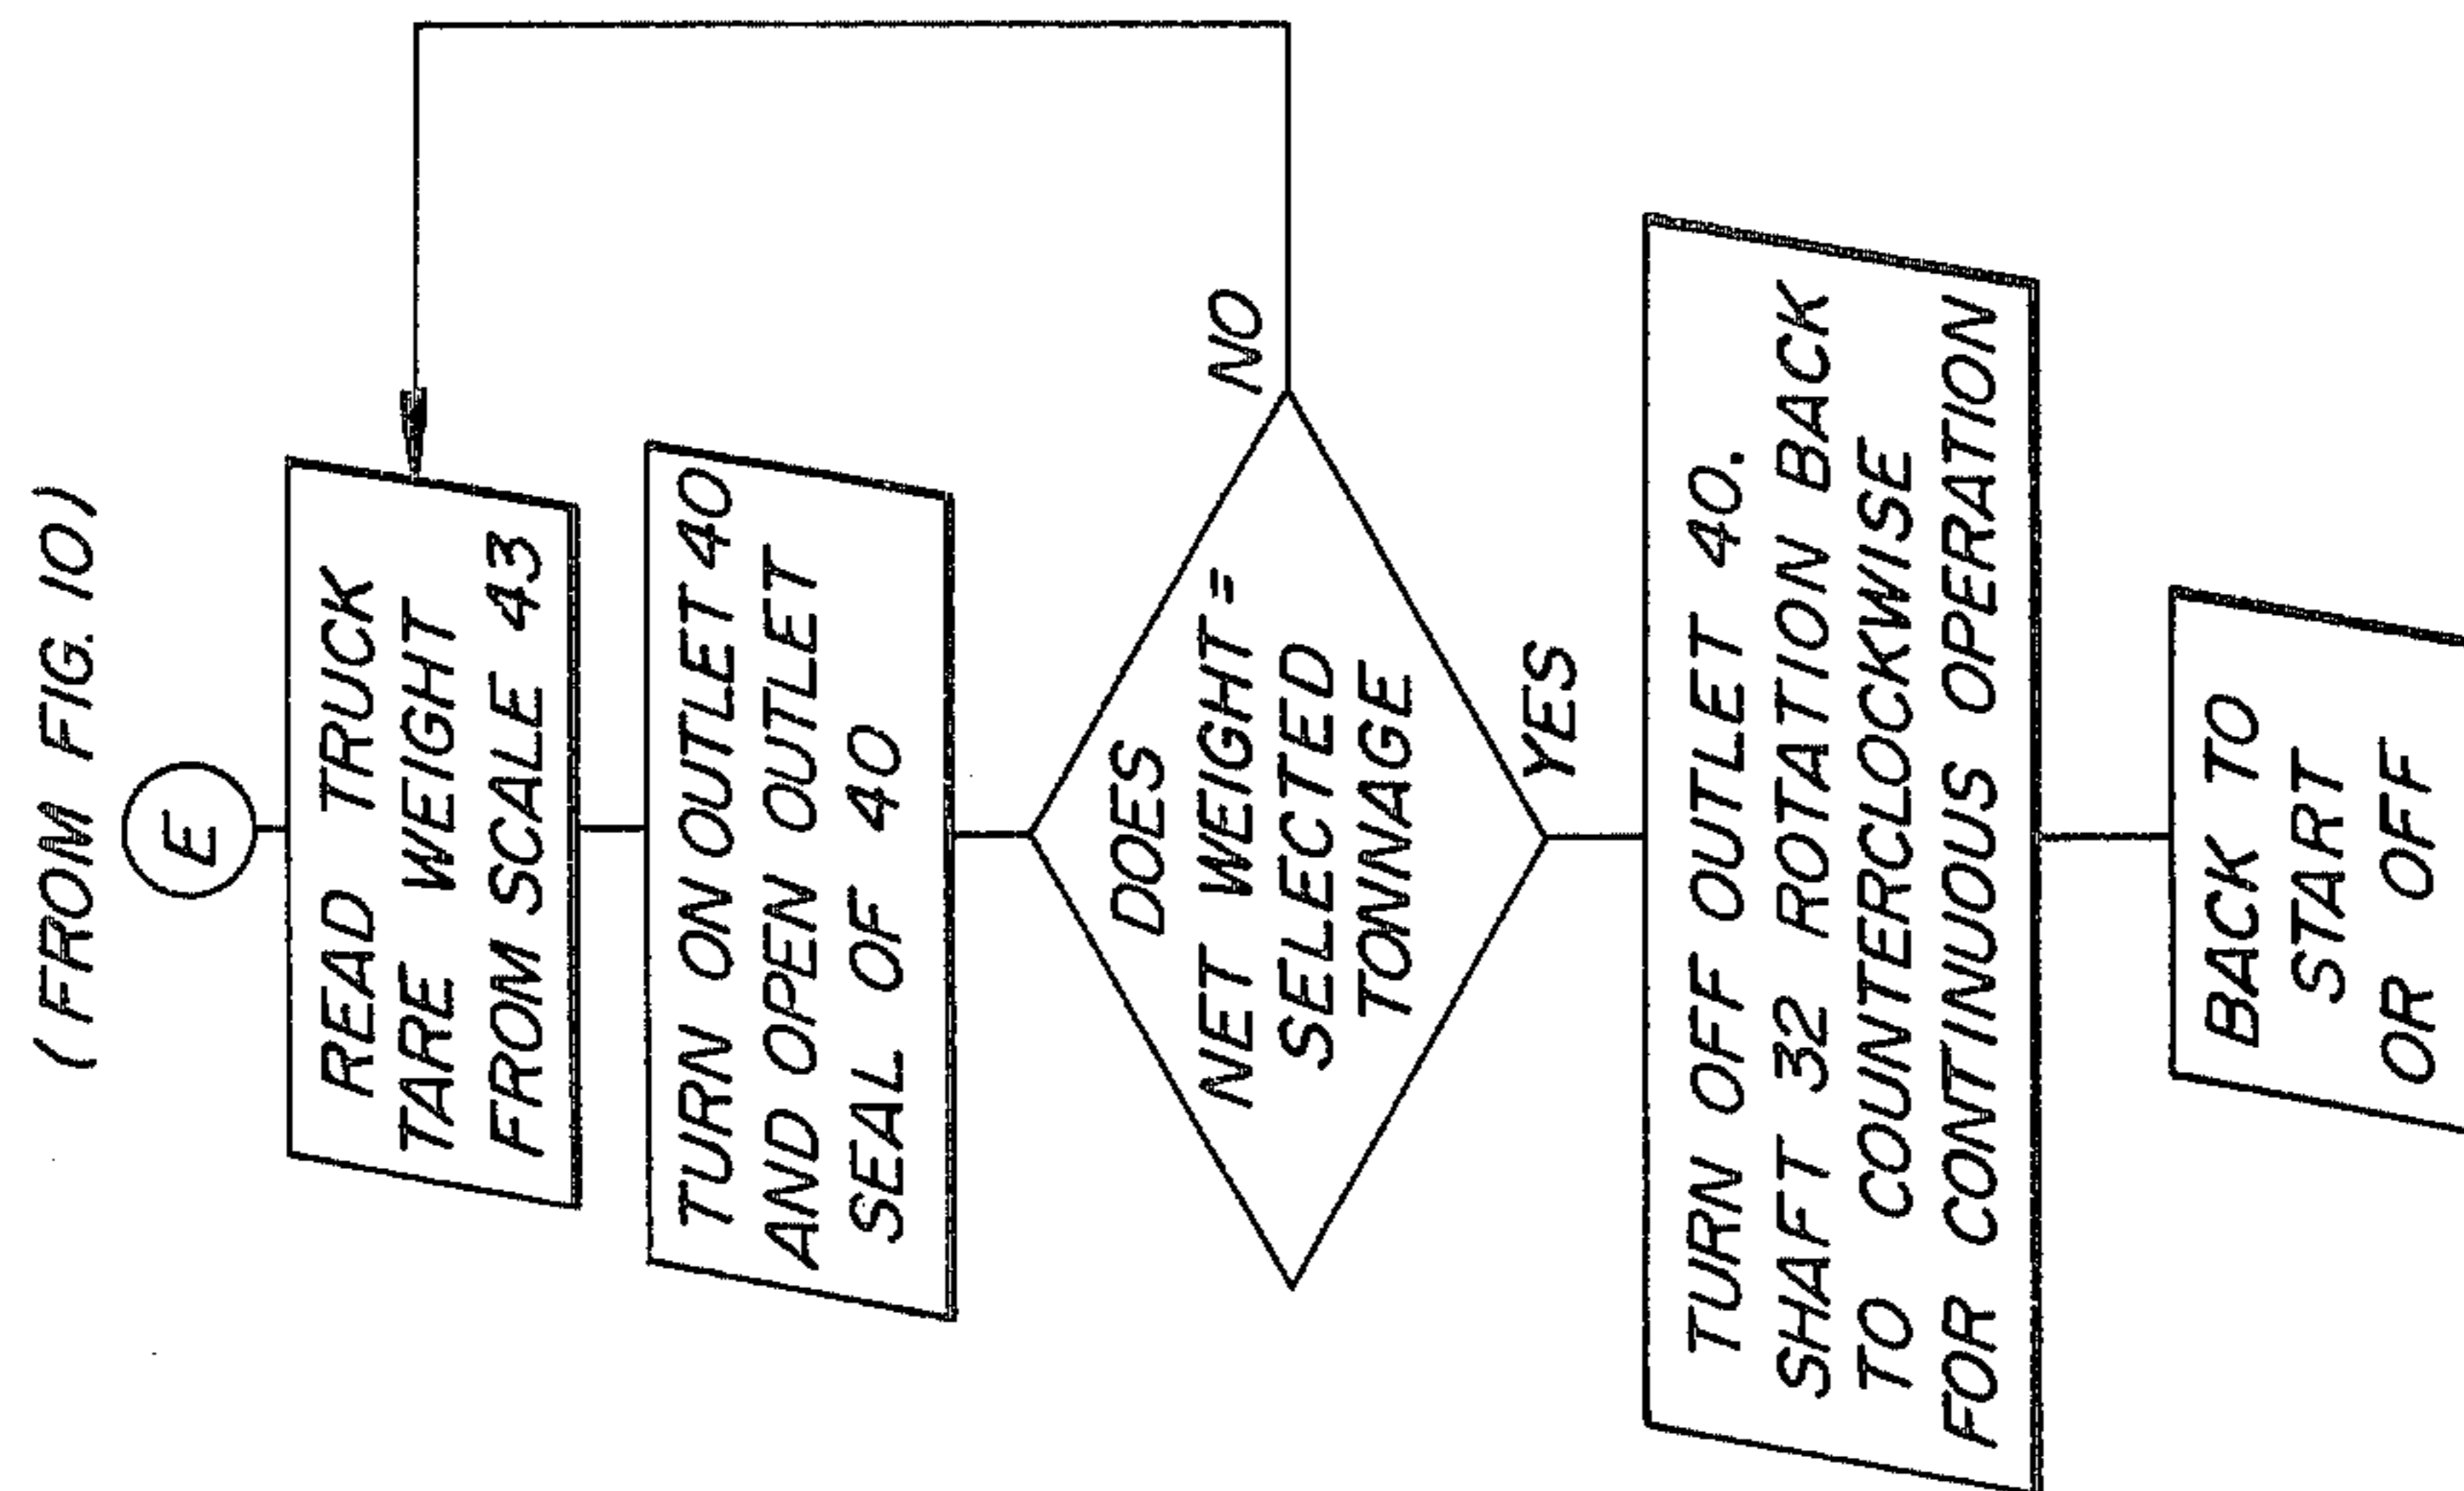 (FROM FIG. 10)
E
READ TRUCK
TARE WEIGHT
FROM SCALE 43
TURN ON OUTLET 40
AND OPEN OUTLET
SEAL OF 40
DOES
NET WEIGHT=
SELECTED
TONNAGE
NO
YES
TURN OFF OUTLET 40.
SHAFT 32 ROTATION BACK
TO COUNTERCLOCKWISE
FOR CONTINUOUS OPERATION
BACK TO
START
OR OFF